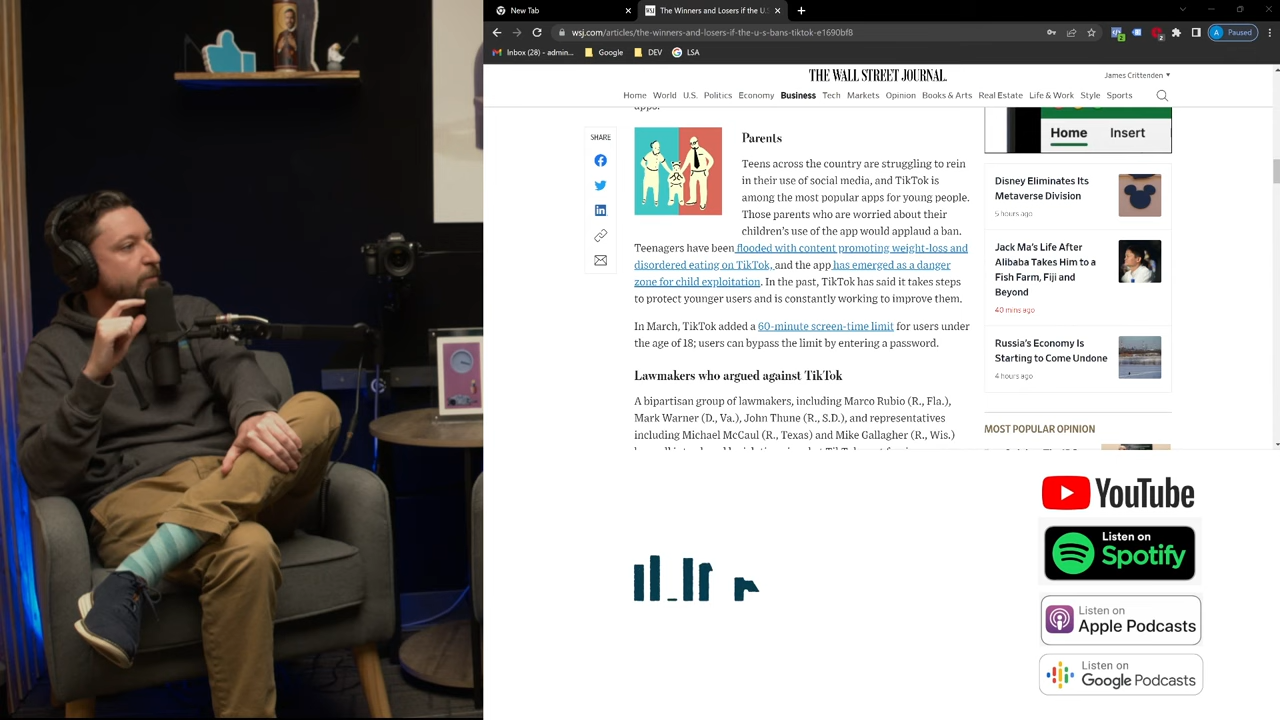 New Tab
The Winners and Losers if the U.S
wsj.com/articles/the-winners-and-losers-if-the-u-s-bans-tiktok-e1690bf8
2
2
A Paused
Inbox (6) - admin...
Google
DEV
LSA
THE WALL STREET JOURNAL.
James Crittenden
Home World U.S. Politics Economy Business Tech Markets Opinion Books & Arts Real Estate Life & Work Style Sports
apps.
SHARE
Parents
Teens across the country are struggling to rein
in their use of social media, and TikTok is
among the most popular apps for young people.
Those parents who are worried about their
children's use of the app would applaud a ban.
Teenagers have been flooded with content promoting weight-loss and
disordered eating on TikTok, and the app has emerged as a danger
zone for child exploitation. In the past, TikTok has said it takes steps
to protect younger users and is constantly working to improve them.
In March, TikTok added a 60-minute screen-time limit for users under
the age of 18; users can bypass the limit by entering a password.
Lawmakers who argued against TikTok
A bipartisan group of lawmakers, including Marco Rubio (R., Fla.),
Mark Warner (D., Va.), John Thune (R., S.D.), and representatives
including Michael McCaul (R., Texas) and Mike Gallagher (R., Wis.)
Home Insert
Disney Eliminates Its
Metaverse Division
5 hours ago
Jack Ma's Life After
Alibaba Takes Him to a
Fish Farm, Fiji and
Beyond
40 mins ago
Russia's Economy Is
Starting to Come Undone
4 hours ago
MOST POPULAR OPINION
YouTube
Listen on
Spotify
Listen on
Apple Podcasts
Listen on
Google Podcasts